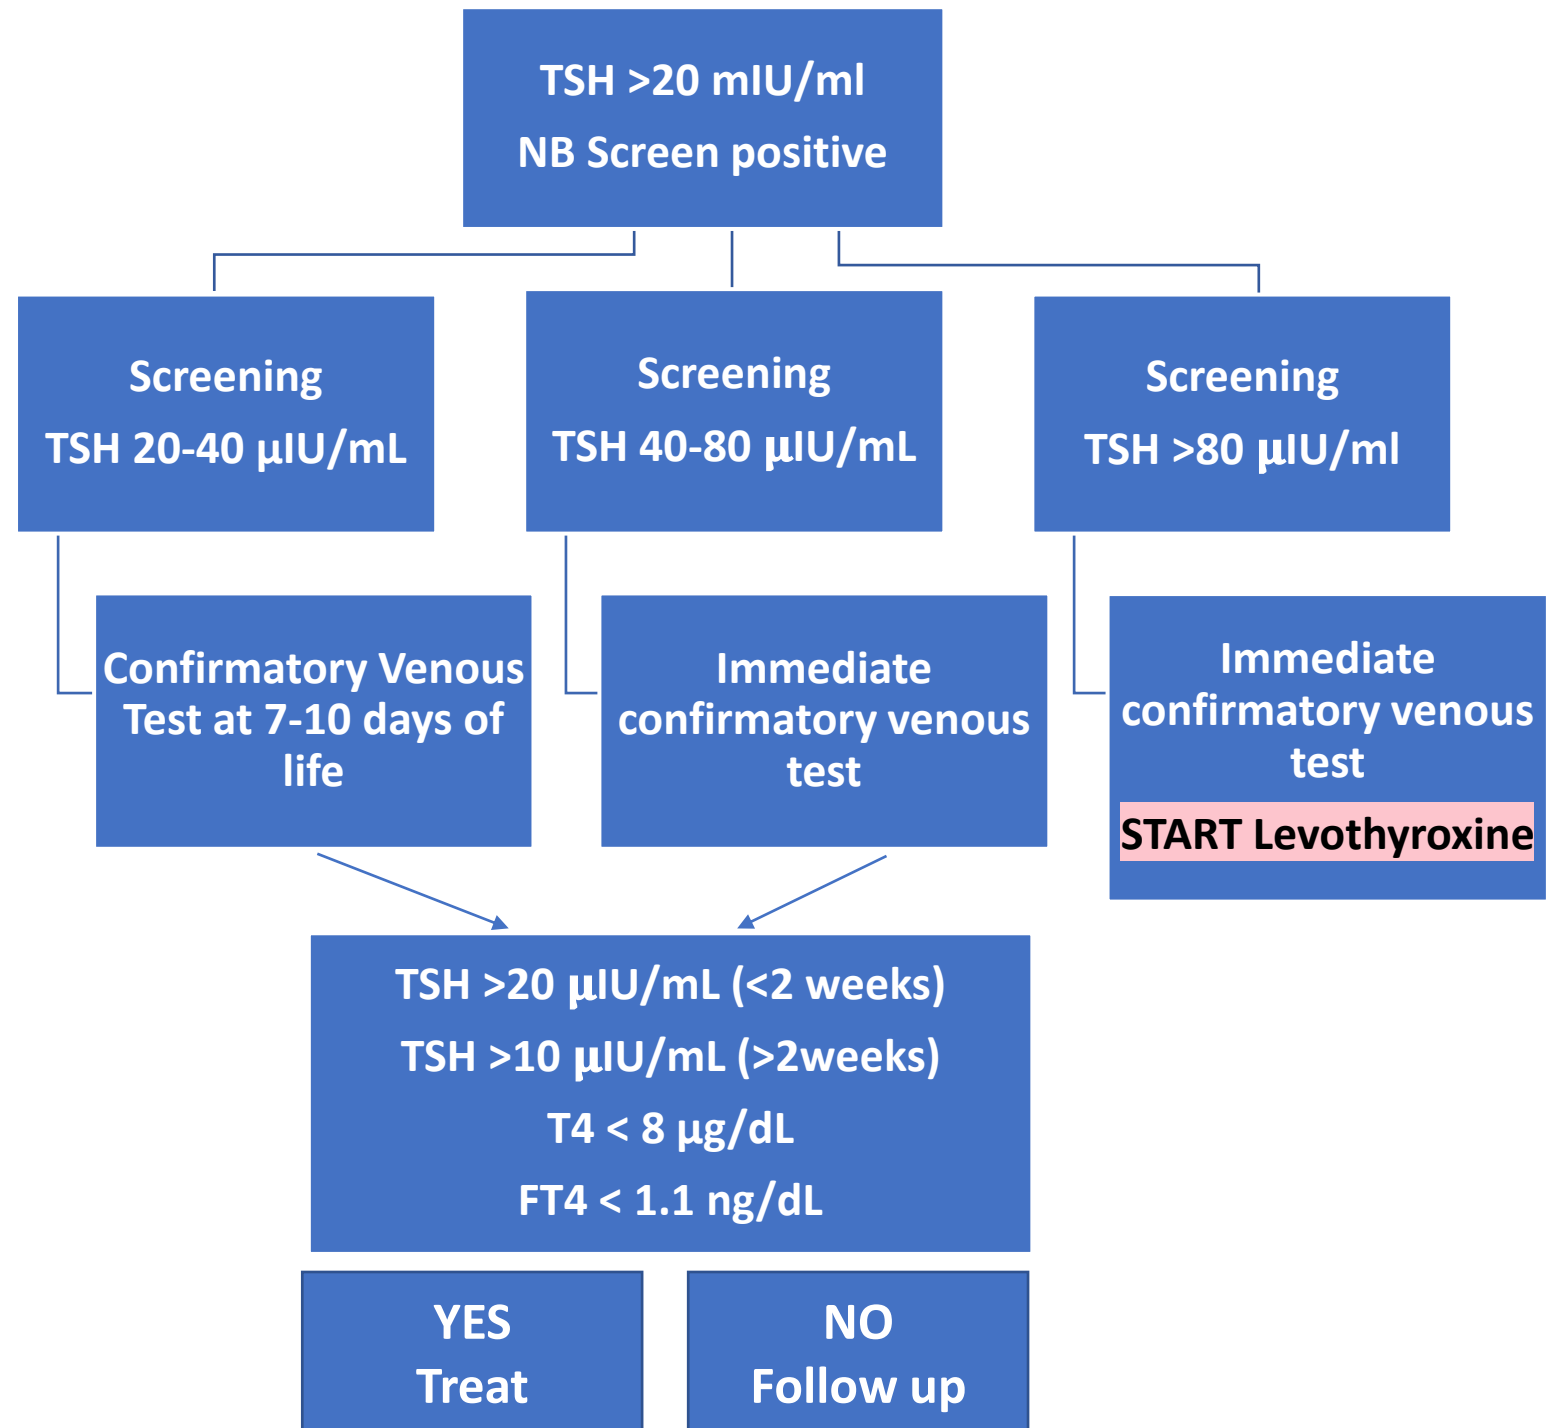 TSH >20 mIU/ml
NB Screen positive
Screening
TSH 20-40 µIU/mL
Screening
TSH 40-80 µIU/mL
Screening
TSH >80 µIU/ml
Confirmatory Venous
Test at 7-10 days of
life
Immediate
confirmatory venous
test
Immediate
confirmatory venous
test
START Levothyroxine
TSH >20 µIU/mL (<2 weeks)
TSH >10 µIU/mL (>2weeks)
T4 < 8 µg/dL
FT4 < 1.1 ng/dL
YES
Treat
NO
Follow up